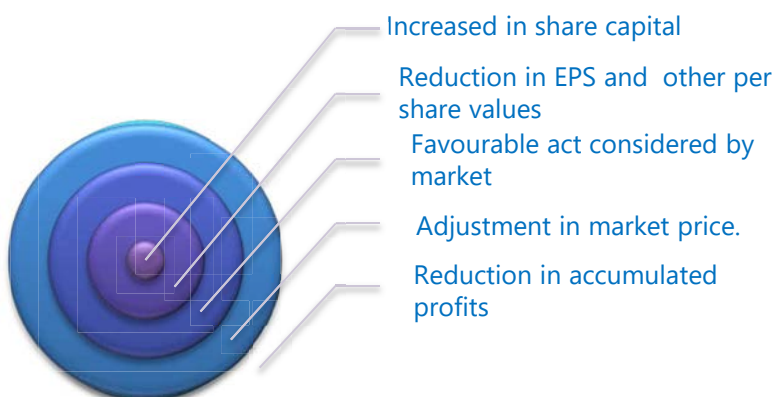 Increased in share capital
Reduction in EPS and other per
share values
Favourable act considered by
market
Adjustment in market price.
Reduction in accumulated
profits